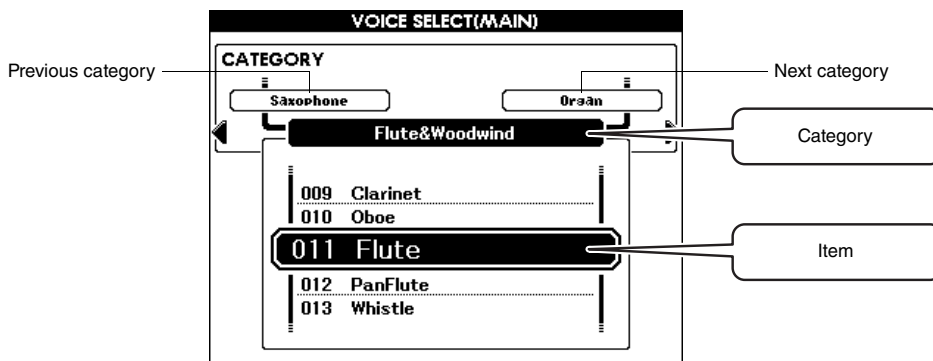 VOICE SELECT(MAIN)
CATEGORY
Previous category
Next category
Saxophone
Organ
Flute&Woodwind
Category
009 Clarinet
010 Oboe
011 Flute
Item
012 PanFlute
013 Whistle